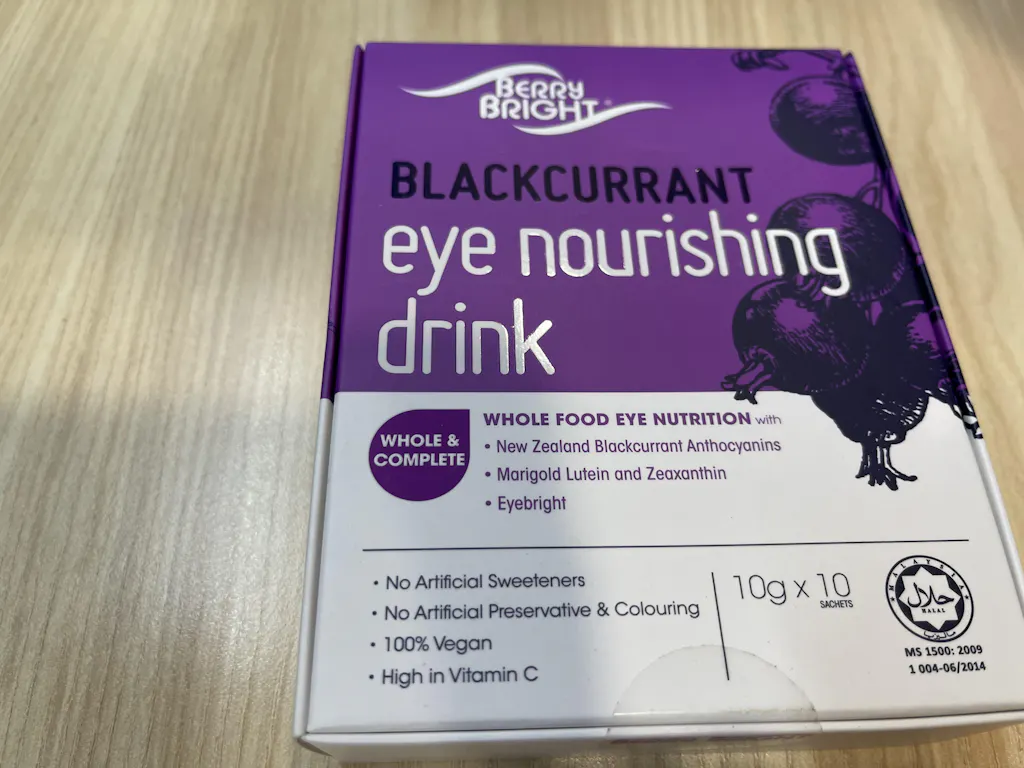 BERRY
BRIGHT
BLACKCURRANT
eye nourishing
drink
WHOLE &
COMPLETE
WHOLE FOOD EYE NUTRITION with
• New Zealand Blackcurrant Anthocyanins
• Marigold Lutein and Zeaxanthin
• Eyebright
• No Artificial Sweeteners
• No Artificial Preservative & Colouring
• 100% Vegan
• High in Vitamin C
10g x 10
SACHETS
MALAYSIA
حلال
HALAL
ماليزيا
MS 1500: 2009
1 004-06/2014